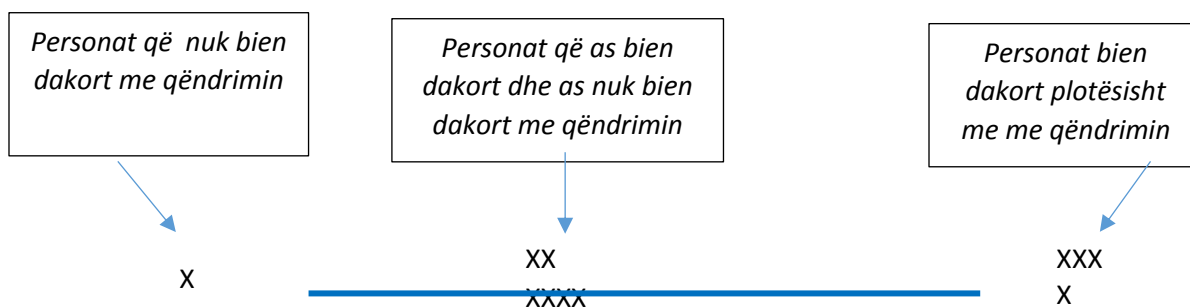 Personat që nuk bien
dakort me qëndrimin
Personat që as bien
dakort dhe as nuk bien
dakort me qëndrimin
Personat bien
dakort plotësisht
me me qëndrimin
X
XX
XXXX
XXX
X